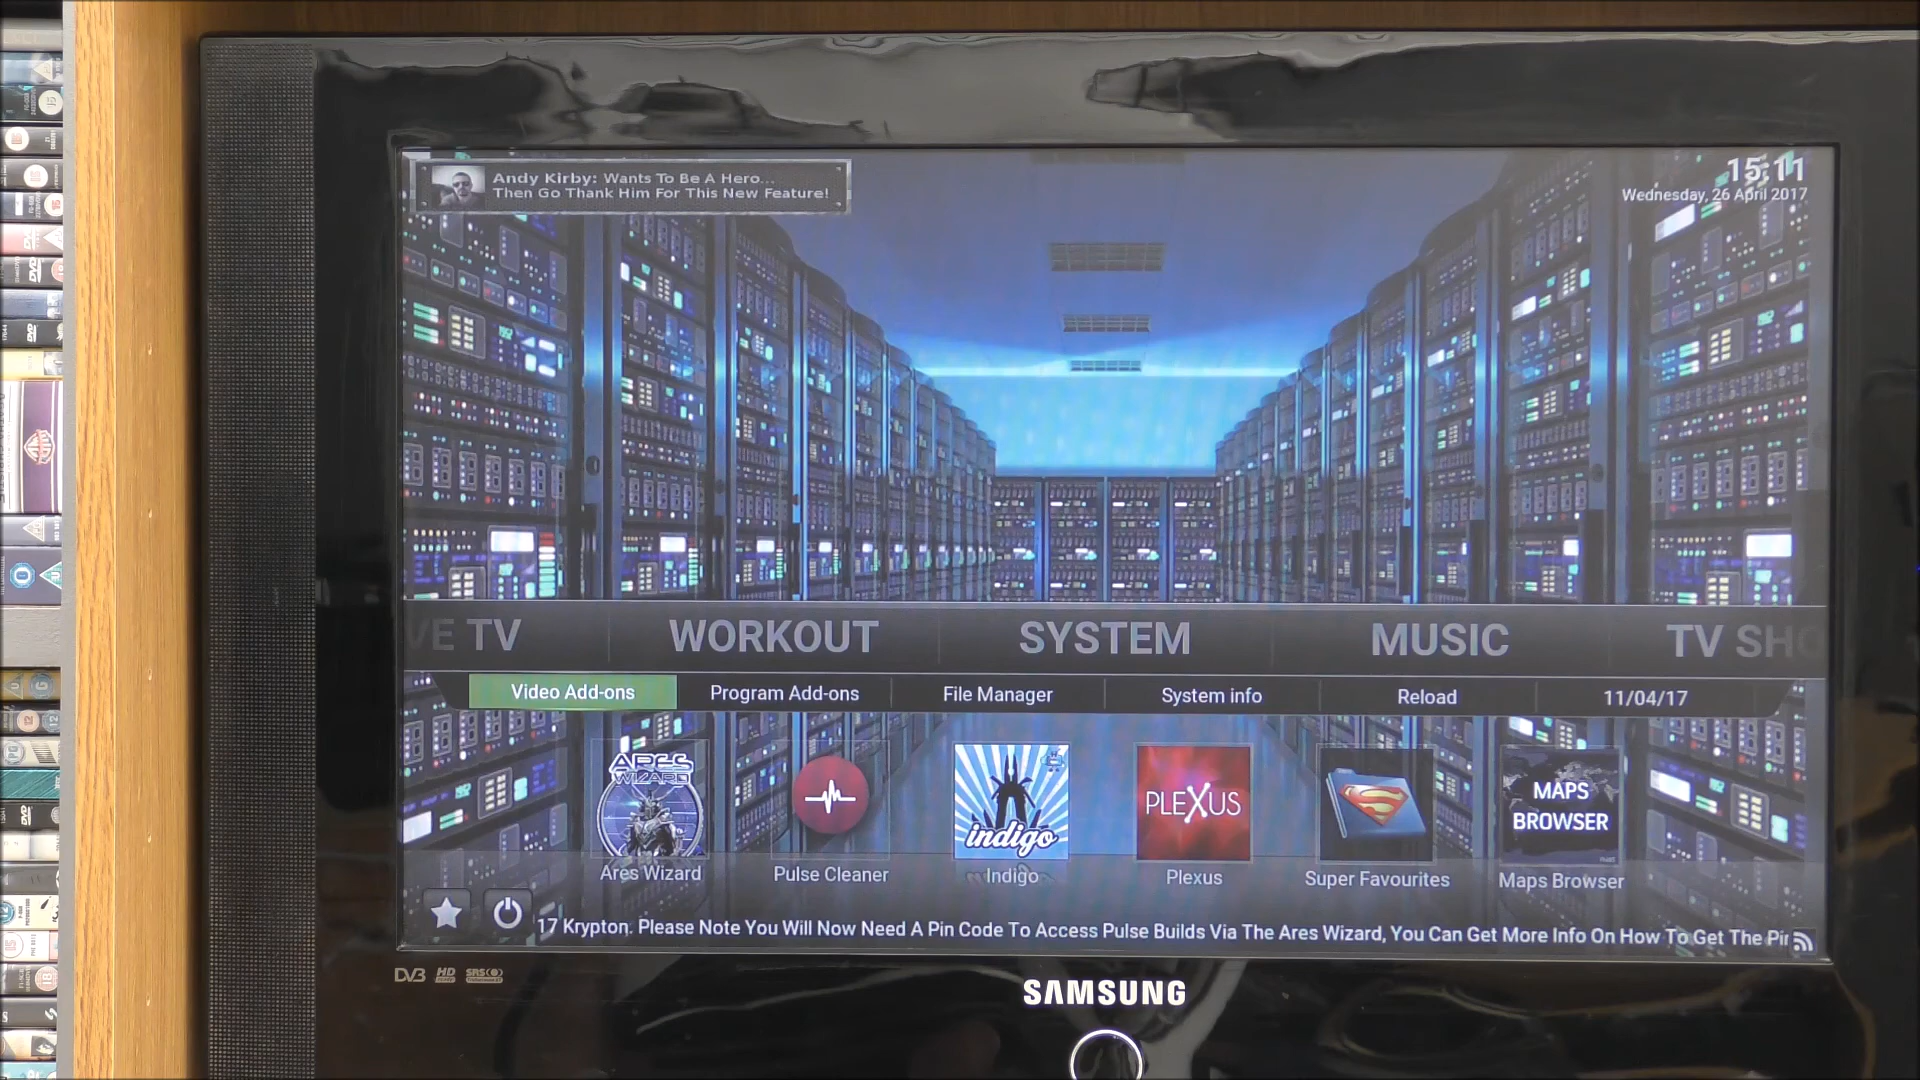 Andy Kirby: Wants To Be A Hero...
Then Go Thank Him For This New Feature!
15:11
Wednesday, 26 April 2017
VE TV
WORKOUT
SYSTEM
MUSIC
TV SHO
Video Add-ons
Program Add-ons
File Manager
System info
Reload
11/04/17
ARES
WIZARD
indigo
PLEXUS
MAPS
BROWSER
Ares Wizard
Pulse Cleaner
Indigo
Plexus
Super Favourites
Maps Browser
17 Krypton. Please Note You Will Now Need A Pin Code To Access Pulse Builds Via The Ares Wizard, You Can Get More Info On How To Get The Pin
DVB
HD
SRS
SAMSUNG